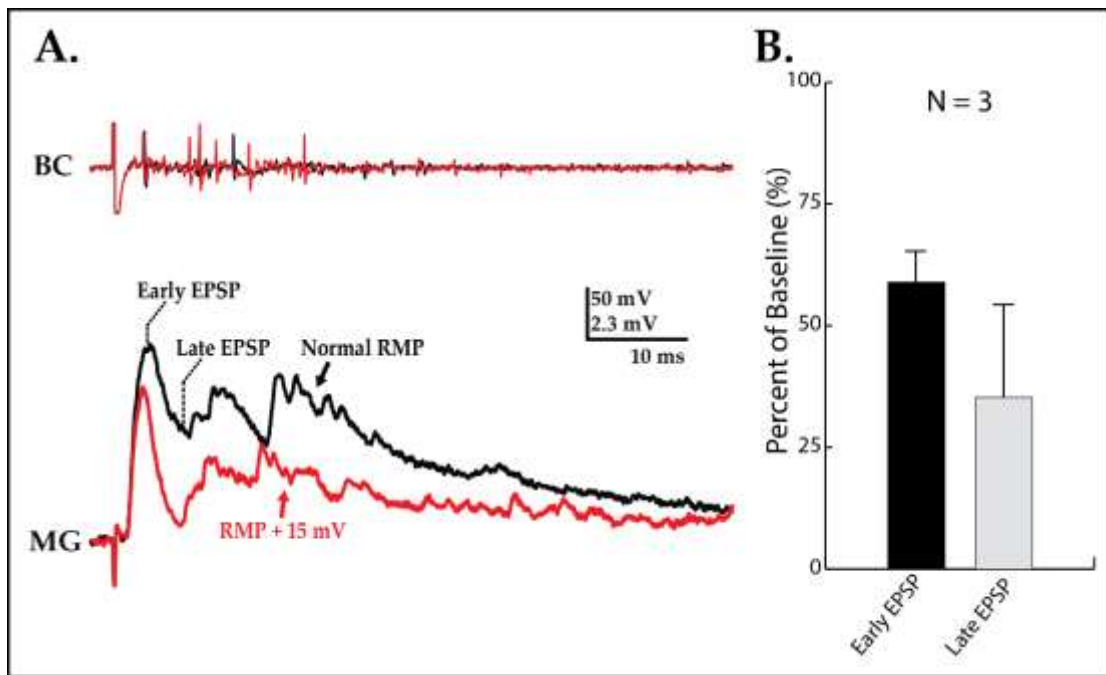 A.
BC
Early EPSP
Late EPSP
Normal RMP
50 mV
2.3 mV
10 ms
MG
RMP + 15 mV
B.
N = 3
Percent of Baseline (%)
100
75
50
25
0
Early EPSP
Late EPSP